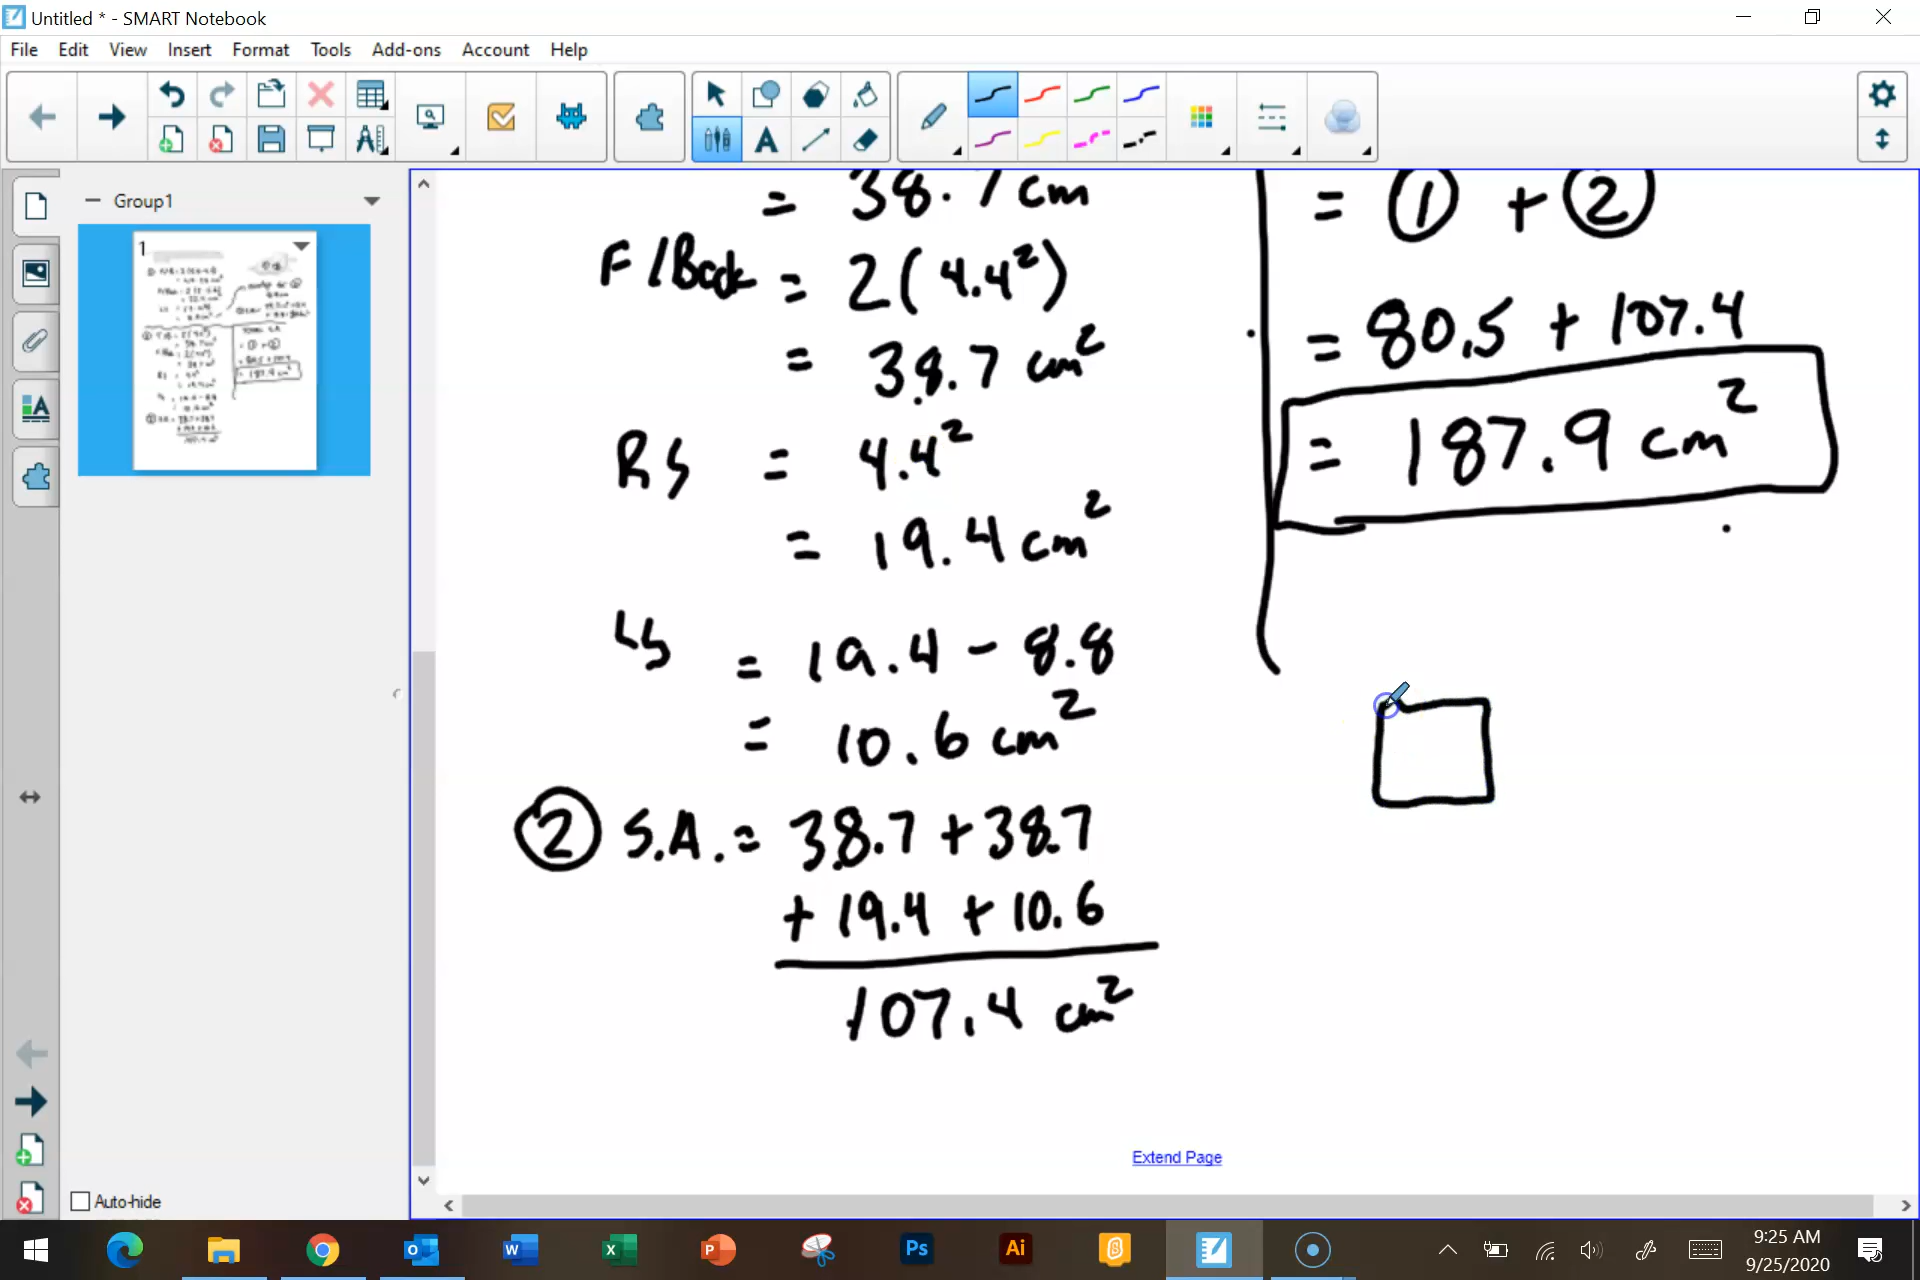 Untitled * - SMART Notebook
File Edit View Insert Format Tools Add-ons Account Help
Group1
1
= 38.7 cm
F/Back = 2(4.4²)
= 38.7 cm²
RS = 4.4²
= 19.4 cm²
LS = 19.4 - 8.8
= 10.6 cm²
② S.A. = 38.7 + 38.7
+ 19.4 + 10.6
107.4 cm²
= ① + ②
= 80.5 + 107.4
= 187.9 cm²
Extend Page
Auto-hide
9:25 AM
9/25/2020